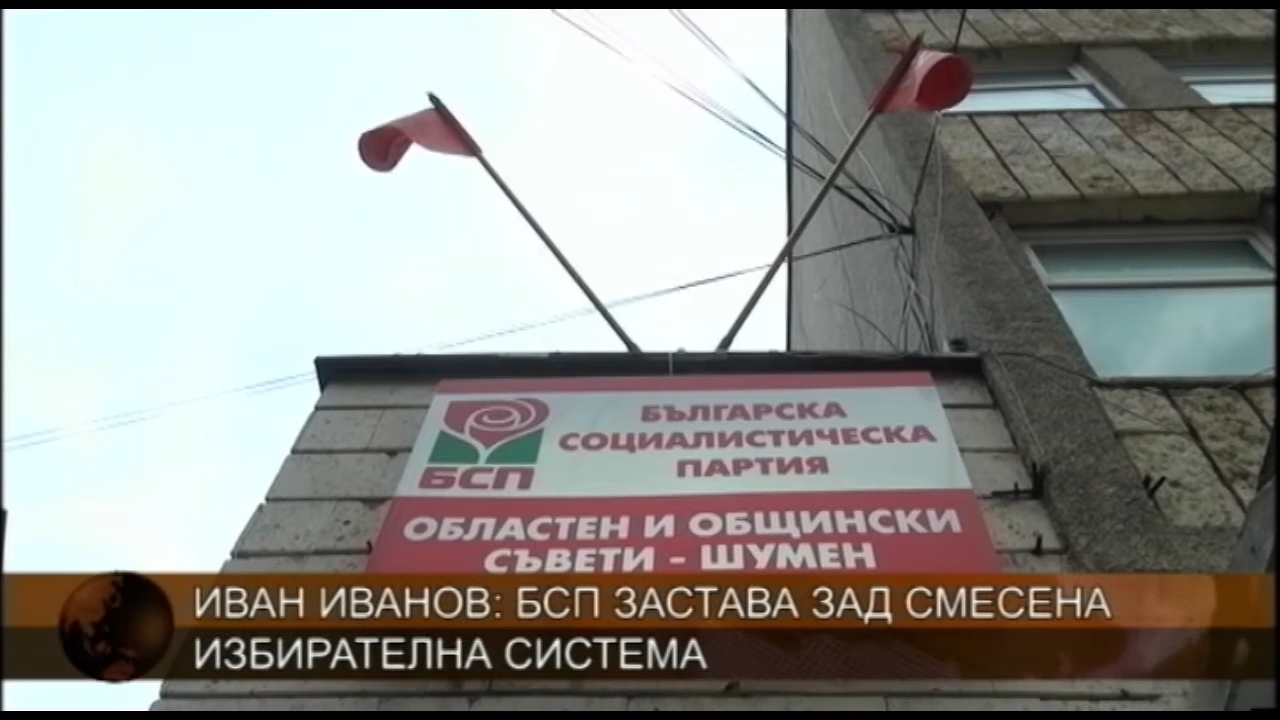 БСП
БЪЛГАРСКА
СОЦИАЛИСТИЧЕСКА
ПАРТИЯ
ОБЛАСТЕН И ОБЩИНСКИ
СЪВЕТИ - ШУМЕН
ИВАН ИВАНОВ: БСП ЗАСТАВА ЗАД СМЕСЕНА
ИЗБИРАТЕЛНА СИСТЕМА